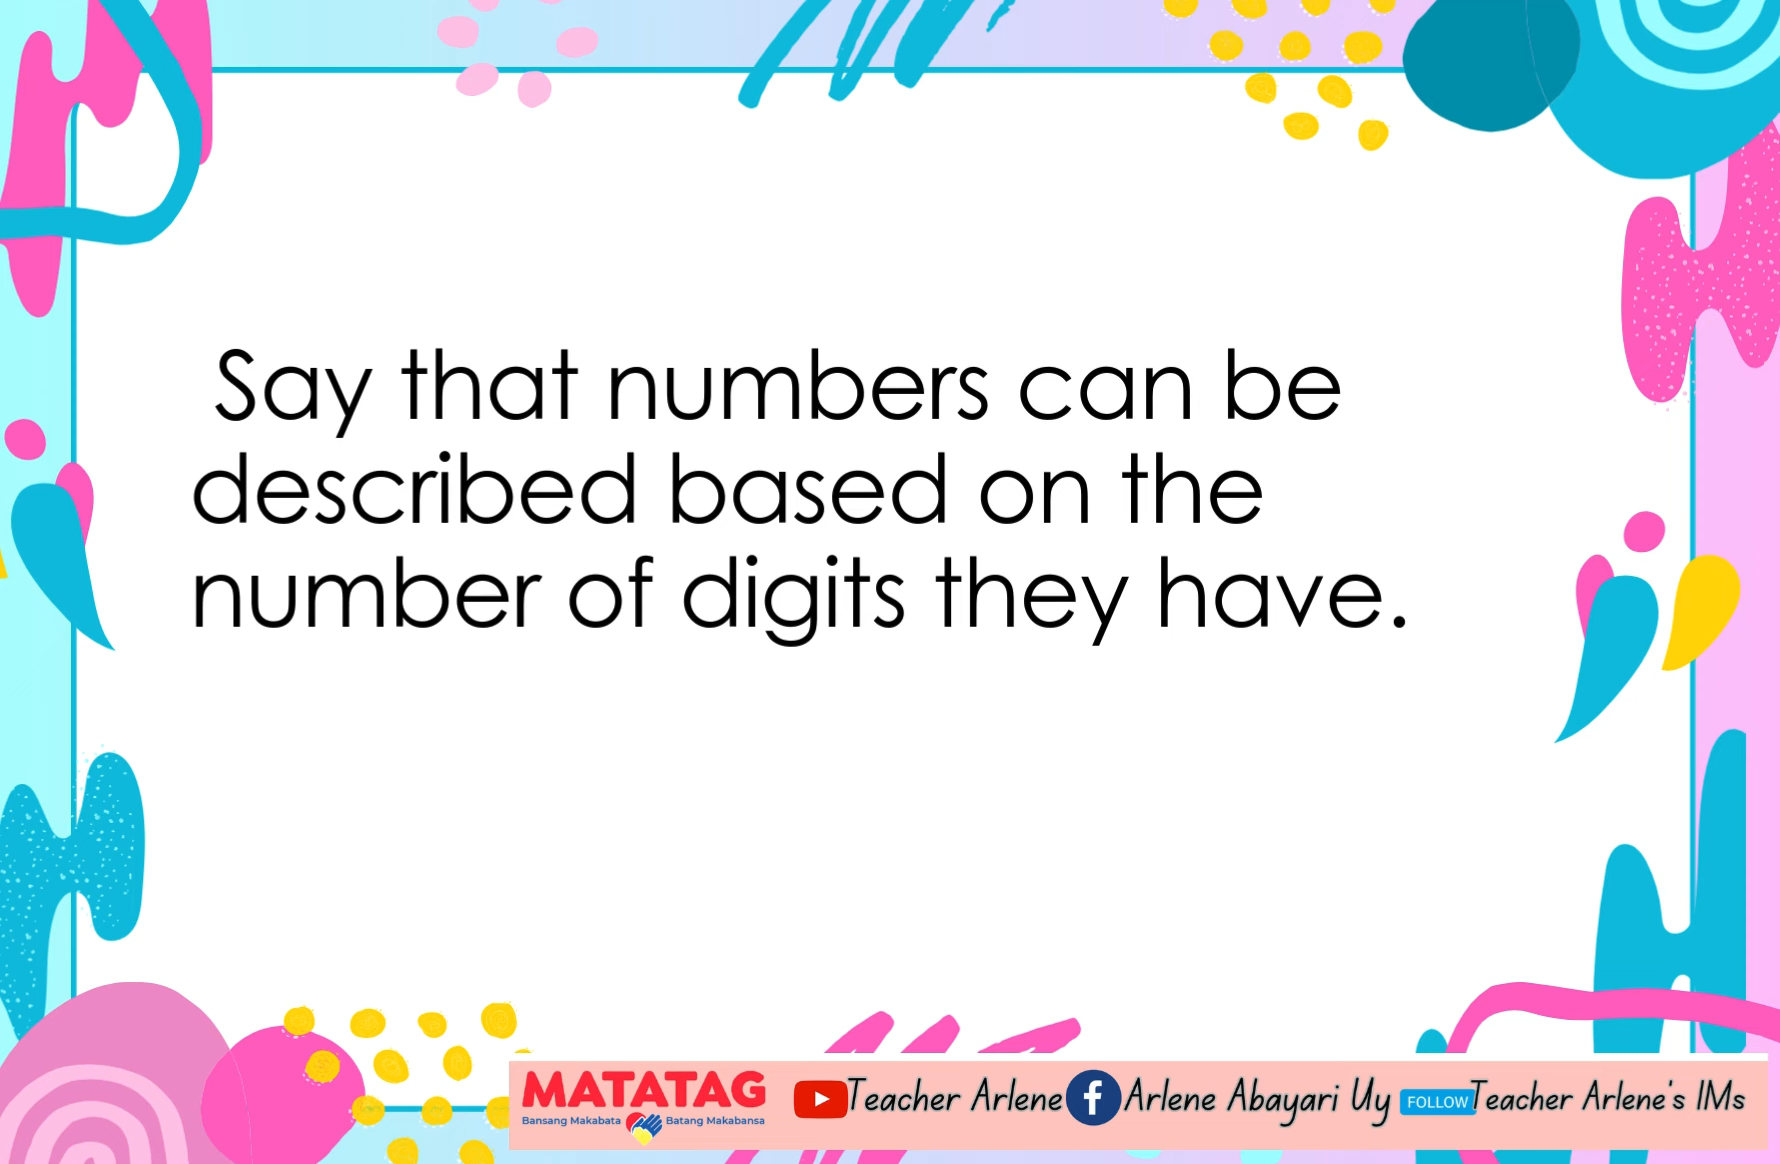 Say that numbers can be
described based on the
number of digits they have.
MATATAG
Bansang Makabata Batang Makabansa
Teacher Arlene
Arlene Abayari Uy
FOLLOW
Teacher Arlene's IMs